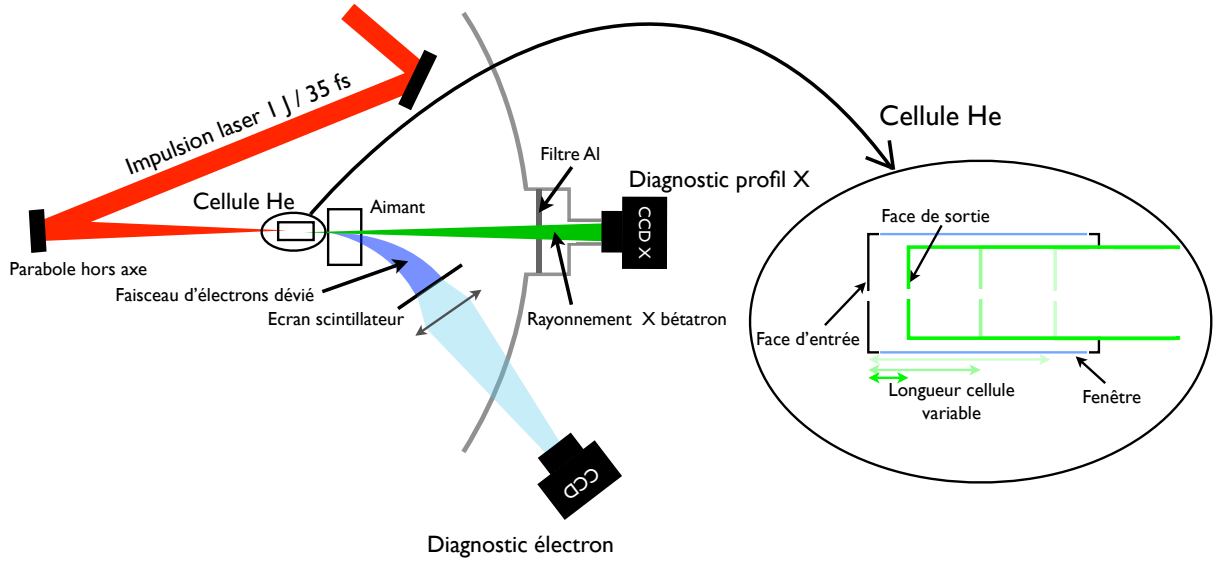 Impulsion laser 1 J / 35 fs
Cellule He
Aimant
Parabole hors axe
Faisceau d'électrons dévié
Ecran scintillateur
Filtre Al
Diagnostic profil X
CCD X
Rayonnement X bétatron
CCD
Diagnostic électron
Cellule He
Face de sortie
Face d'entrée
Longueur cellule
variable
Fenêtre